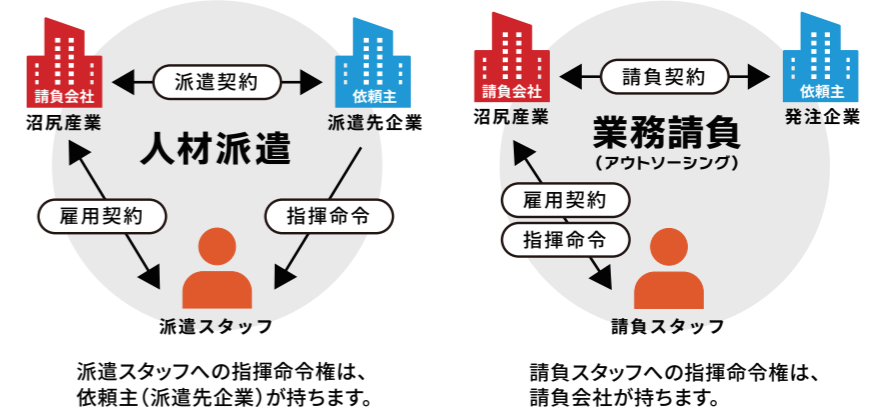 請負会社
沼尻産業
派遣契約
依頼主
派遣先企業
人材派遣
雇用契約
指揮命令
派遣スタッフ
派遣スタッフへの指揮命令権は、
依頼主(派遣先企業)が持ちます。
請負会社
沼尻産業
請負契約
依頼主
発注企業
業務請負
(アウトソーシング)
雇用契約
指揮命令
請負スタッフ
請負スタッフへの指揮命令権は、
請負会社が持ちます。